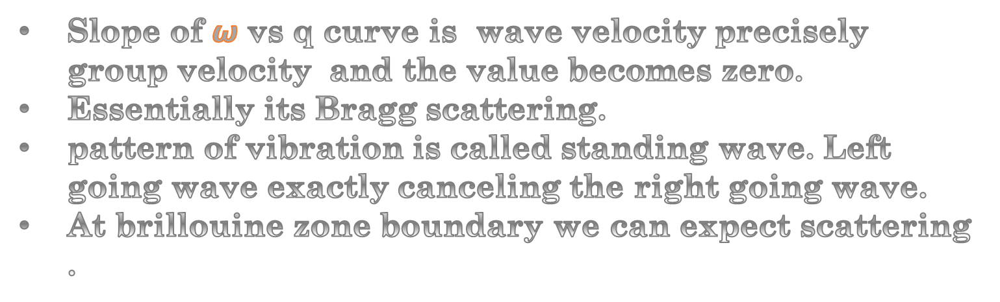 • Slope of ω vs q curve is  wave velocity precisely
group velocity  and the value becomes zero.
• Essentially its Bragg scattering.
• pattern of vibration is called standing wave. Left
going wave exactly canceling the right going wave.
• At brillouine zone boundary we can expect scattering
.